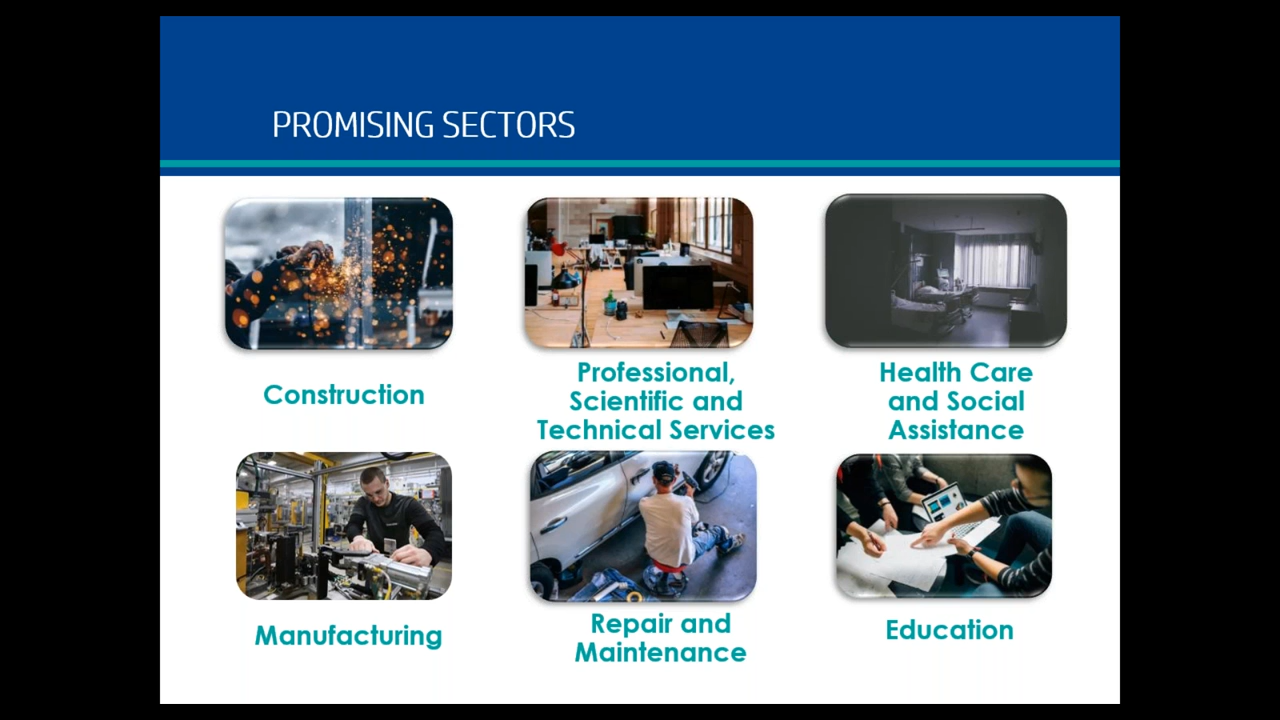 PROMISING SECTORS
Construction
Professional,
Scientific and
Technical Services
Health Care
and Social
Assistance
Manufacturing
Repair and
Maintenance
Education